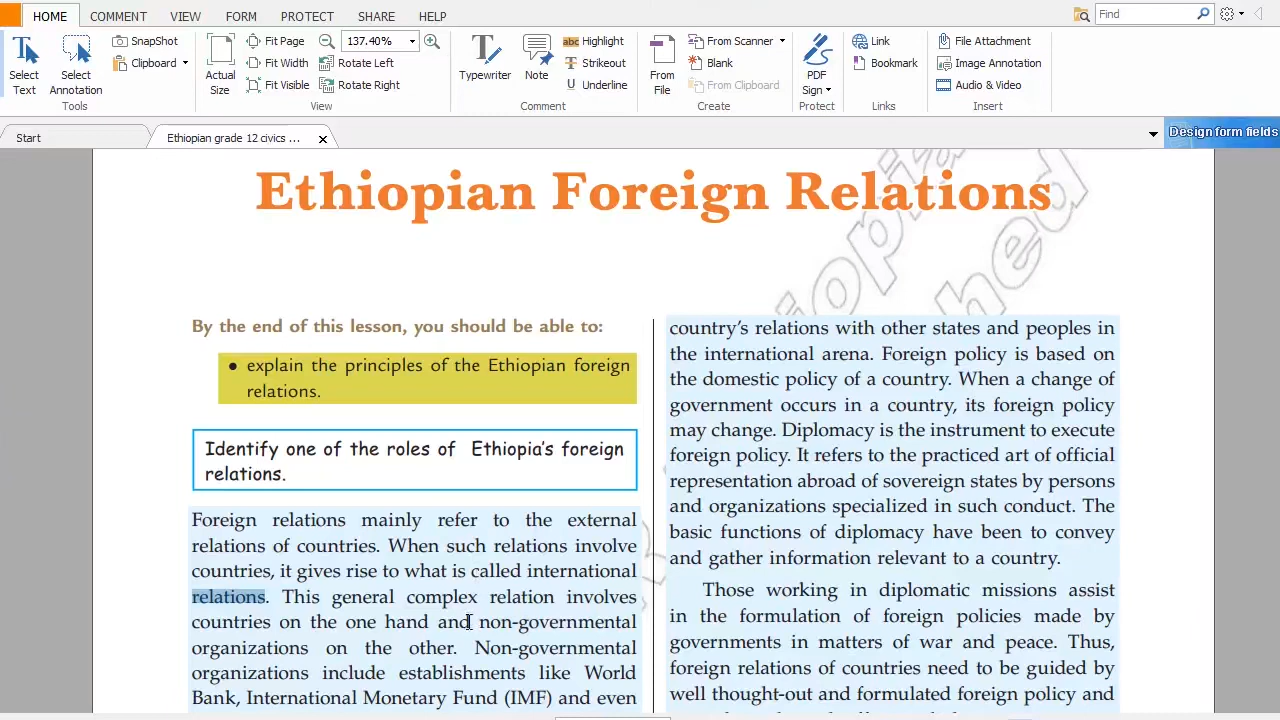 HOME COMMENT VIEW FORM PROTECT SHARE HELP
Find
Select Text
Select Annotation
SnapShot
Clipboard
Tools
Actual Size
Fit Page
Fit Width
Fit Visible
137.40%
Rotate Left
Rotate Right
View
Typewriter
Note
abc Highlight
Strikeout
U Underline
Comment
From File
From Scanner
Blank
From Clipboard
Create
PDF Sign
Protect
Link
Bookmark
Links
File Attachment
Image Annotation
Audio & Video
Insert
Start
Ethiopian grade 12 civics ...
Design form fields
Ethiopian Foreign Relations
By the end of this lesson, you should be able to:
● explain the principles of the Ethiopian foreign
relations.
Identify one of the roles of Ethiopia's foreign
relations.
Foreign relations mainly refer to the external
relations of countries. When such relations involve
countries, it gives rise to what is called international
relations. This general complex relation involves
countries on the one hand and non-governmental
organizations on the other. Non-governmental
organizations include establishments like World
Bank, International Monetary Fund (IMF) and even
country's relations with other states and peoples in
the international arena. Foreign policy is based on
the domestic policy of a country. When a change of
government occurs in a country, its foreign policy
may change. Diplomacy is the instrument to execute
foreign policy. It refers to the practiced art of official
representation abroad of sovereign states by persons
and organizations specialized in such conduct. The
basic functions of diplomacy have been to convey
and gather information relevant to a country.
Those working in diplomatic missions assist
in the formulation of foreign policies made by
governments in matters of war and peace. Thus,
foreign relations of countries need to be guided by
well thought-out and formulated foreign policy and